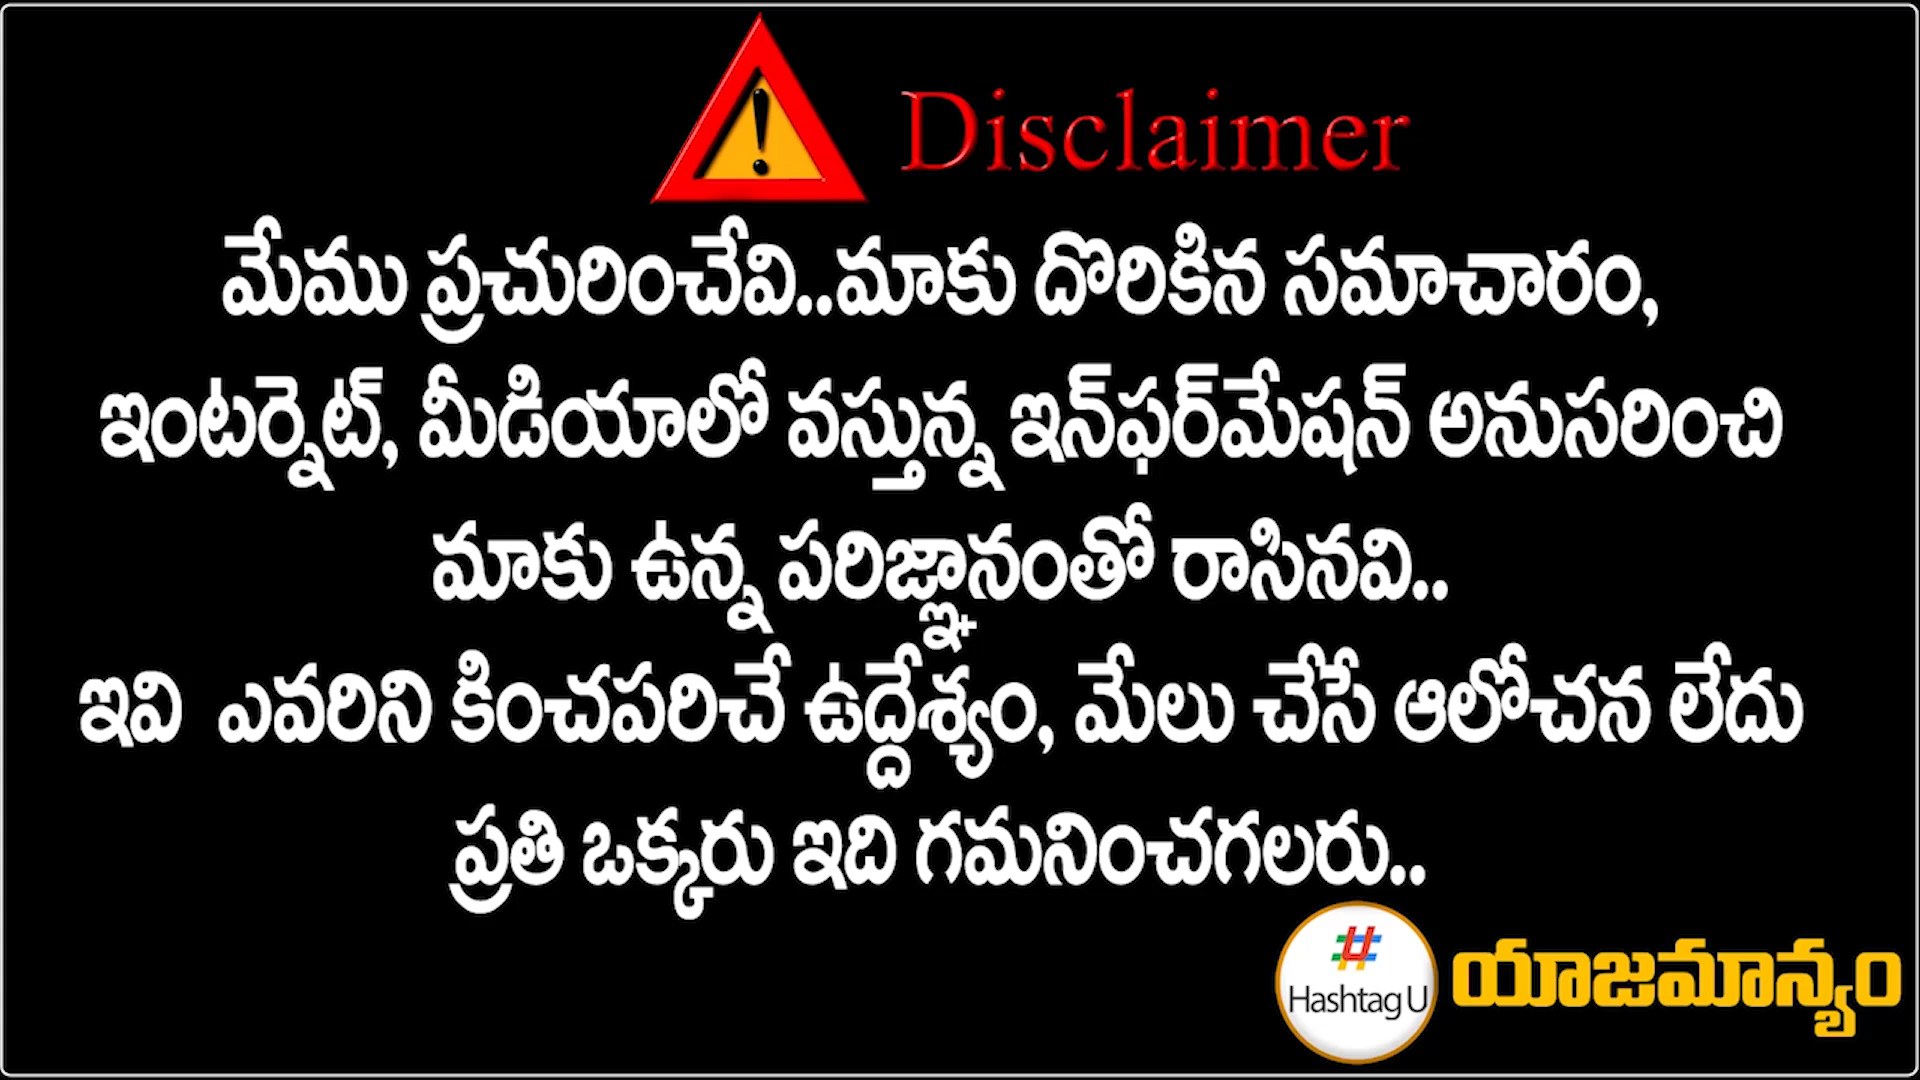 Disclaimer
మేము ప్రచురించేవి..మాకు దొరికిన సమాచారం,
ఇంటర్నెట్, మీడియాలో వస్తున్న ఇన్‌ఫర్‌మేషన్ అనుసరించి
మాకు ఉన్న పరిజ్ఞానంతో రాసినవి..
ఇవి ఎవరిని కించపరిచే ఉద్దేశ్యం, మేలు చేసే ఆలోచన లేదు
ప్రతి ఒక్కరు ఇది గమనించగలరు..
Hashtag U
యాజమాన్యం